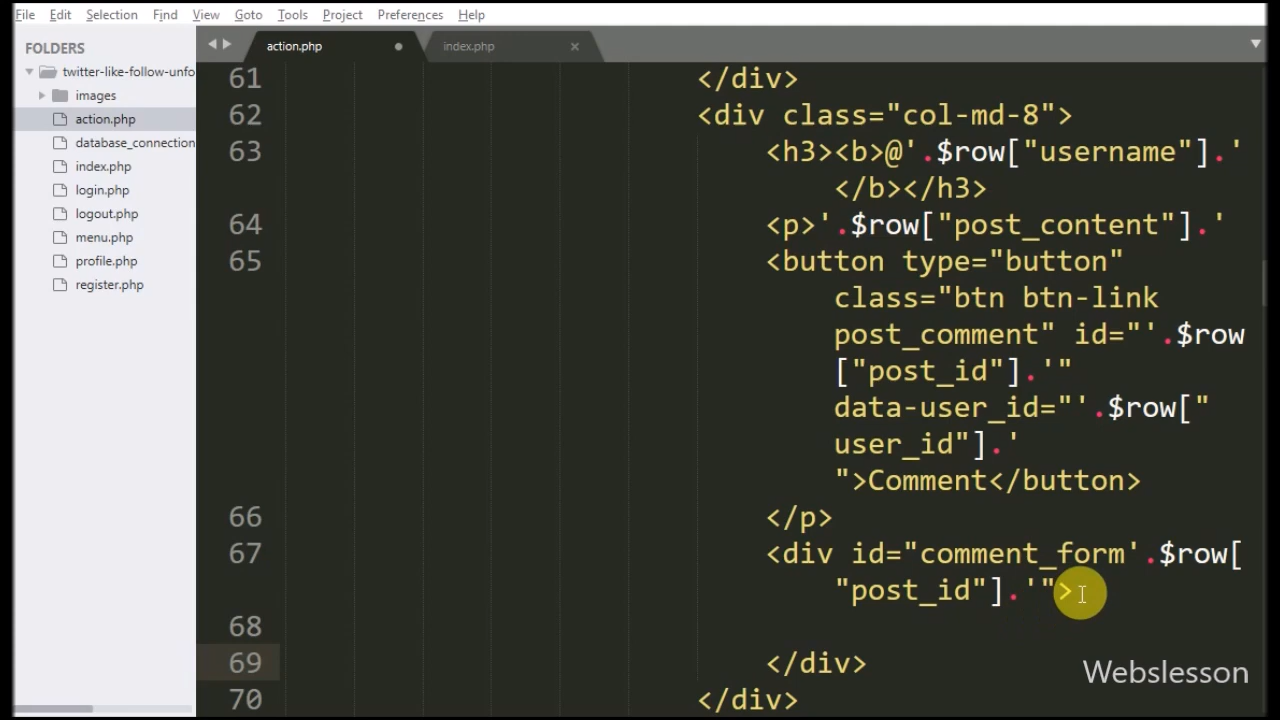 File Edit Selection Find View Goto Tools Project Preferences Help
FOLDERS
twitter-like-follow-unfo
images
action.php
database_connection
index.php
login.php
logout.php
menu.php
profile.php
register.php
action.php index.php
61 </div>
62 <div class="col-md-8">
63 <h3><b>@'.$row["username"].'
</b></h3>
64 <p>'.$row["post_content"].'
65 <button type="button"
class="btn btn-link
post_comment" id="'.$row
["post_id"].'"
data-user_id="'.$row["
user_id"].'
">Comment</button>
66 </p>
67 <div id="comment_form'.$row[
"post_id"].'">
68
69 </div>
70 </div>
Webslesson